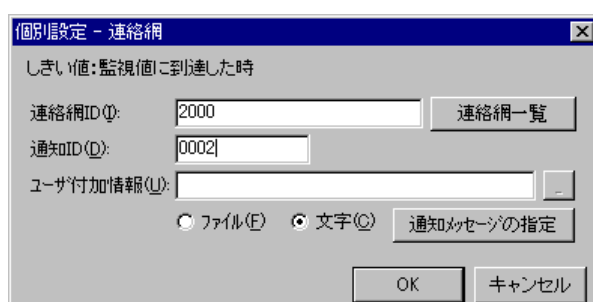 個別設定 - 連絡網
しきい値:監視値に到達した時
連絡網ID(I): 2000 連絡網一覧
通知ID(D): 0002
ユーザ付加情報(U): _
ファイル(F) 文字(C) 通知メッセージの指定
OK キャンセル